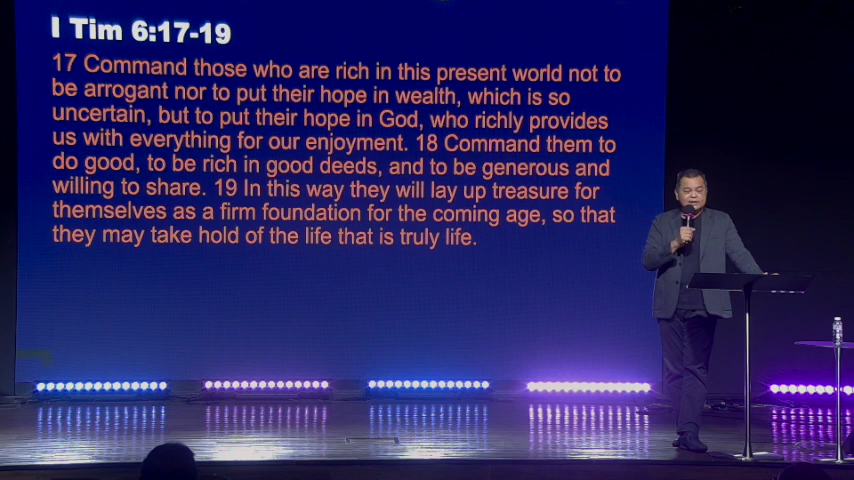 I Tim 6:17-19
17 Command those who are rich in this present world not to
be arrogant nor to put their hope in wealth, which is so
uncertain, but to put their hope in God, who richly provides
us with everything for our enjoyment. 18 Command them to
do good, to be rich in good deeds, and to be generous and
willing to share. 19 In this way they will lay up treasure for
themselves as a firm foundation for the coming age, so that
they may take hold of the life that is truly life.